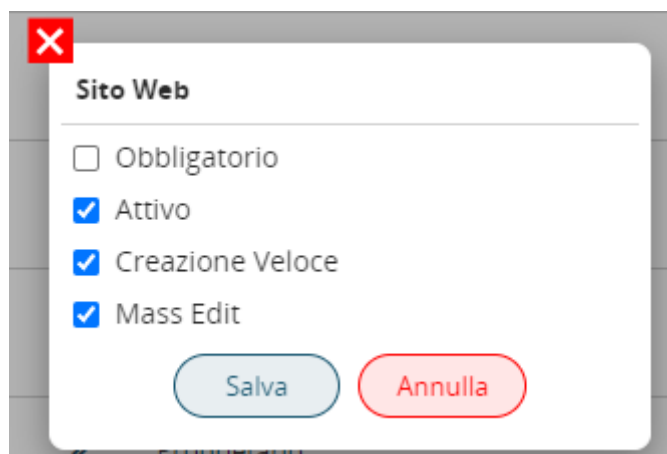 Sito Web
Obbligatorio
Attivo
Creazione Veloce
Mass Edit
Salva
Annulla